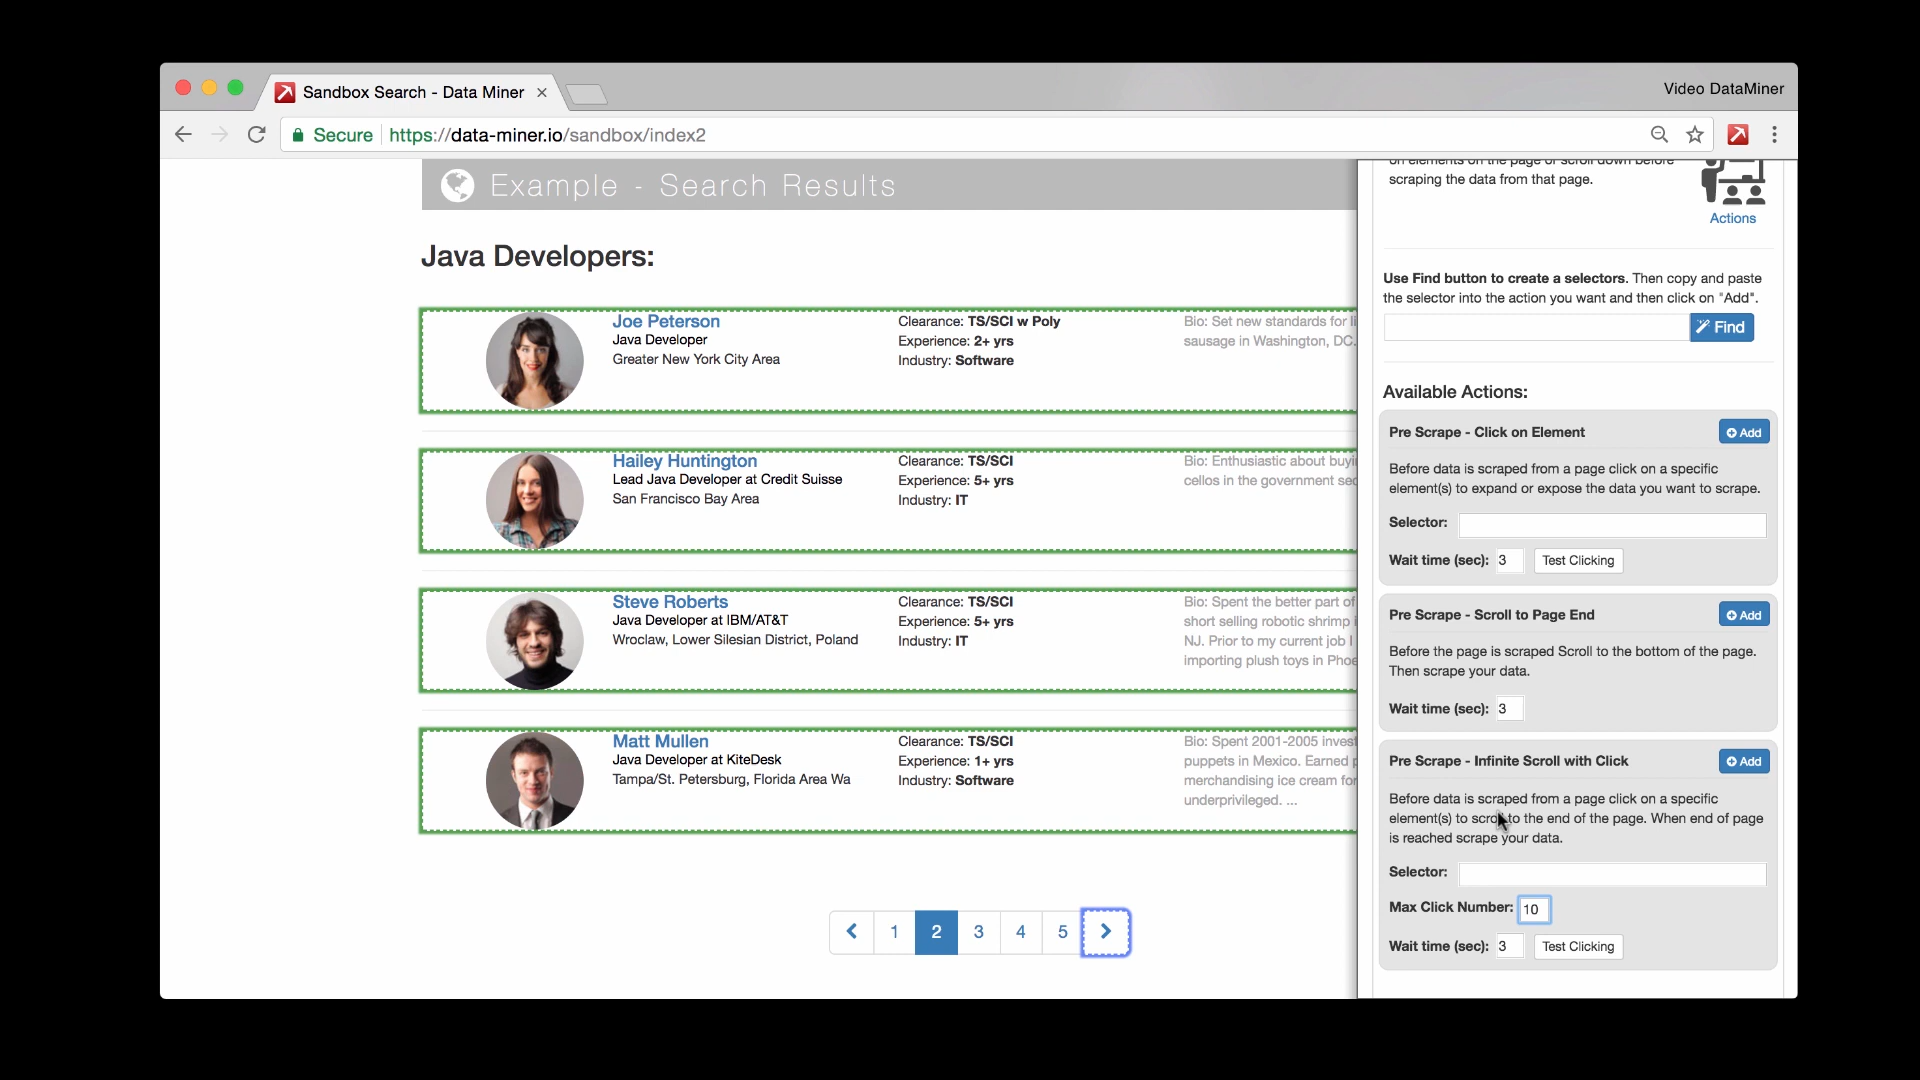 Sandbox Search - Data Miner
Video DataMiner
Secure
https://data-miner.io/sandbox/index2
Example - Search Results
Java Developers:
Joe Peterson
Java Developer
Greater New York City Area
Clearance: TS/SCI w Poly
Experience: 2+ yrs
Industry: Software
Bio: Set new standards for
sausage in Washington, DC.
Hailey Huntington
Lead Java Developer at Credit Suisse
San Francisco Bay Area
Clearance: TS/SCI
Experience: 5+ yrs
Industry: IT
Bio: Enthusiastic about
cellos in the government
Steve Roberts
Java Developer at IBM/AT&T
Wroclaw, Lower Silesian District, Poland
Clearance: TS/SCI
Experience: 5+ yrs
Industry: IT
Bio: Spent the better part of
short selling robotic shrimp
NJ. Prior to my current job I
importing plush toys in
Matt Mullen
Java Developer at KiteDesk
Tampa/St. Petersburg, Florida Area Wa
Clearance: TS/SCI
Experience: 1+ yrs
Industry: Software
Bio: Spent 2001-2005
puppets in Mexico. Earned
merchandising ice cream for
underprivileged. ...
1
2
3
4
5
on elements on the page or scroll down before
scraping the data from that page.
Actions
Use Find button to create a selectors. Then copy and paste
the selector into the action you want and then click on "Add".
Find
Available Actions:
Pre Scrape - Click on Element
Add
Before data is scraped from a page click on a specific
element(s) to expand or expose the data you want to scrape.
Selector:
Wait time (sec): 3
Test Clicking
Pre Scrape - Scroll to Page End
Add
Before the page is scraped Scroll to the bottom of the page.
Then scrape your data.
Wait time (sec): 3
Pre Scrape - Infinite Scroll with Click
Add
Before data is scraped from a page click on a specific
element(s) to to the end of the page. When end of page
is reached scrape your data.
Selector:
Max Click Number: 10
Wait time (sec): 3
Test Clicking